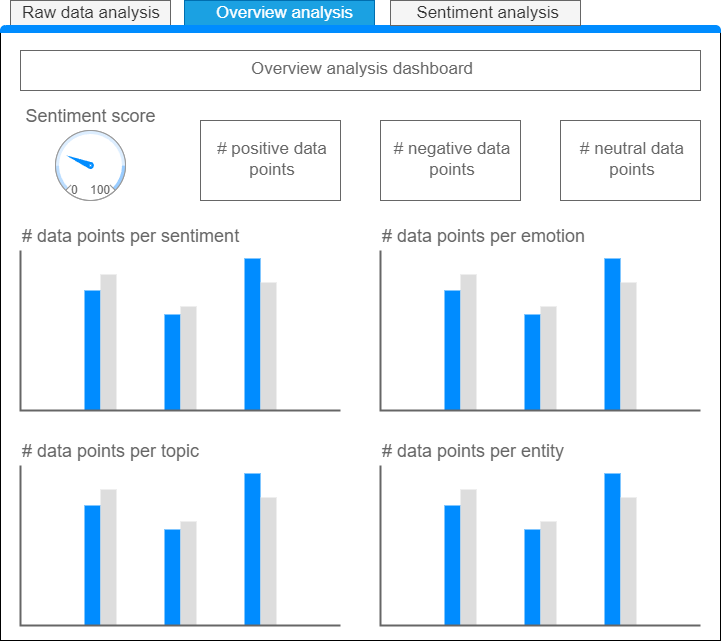 Raw data analysis
Overview analysis
Sentiment analysis
Overview analysis dashboard
Sentiment score
0 100
# positive data
points
# negative data
points
# neutral data
points
# data points per sentiment
# data points per emotion
# data points per topic
# data points per entity